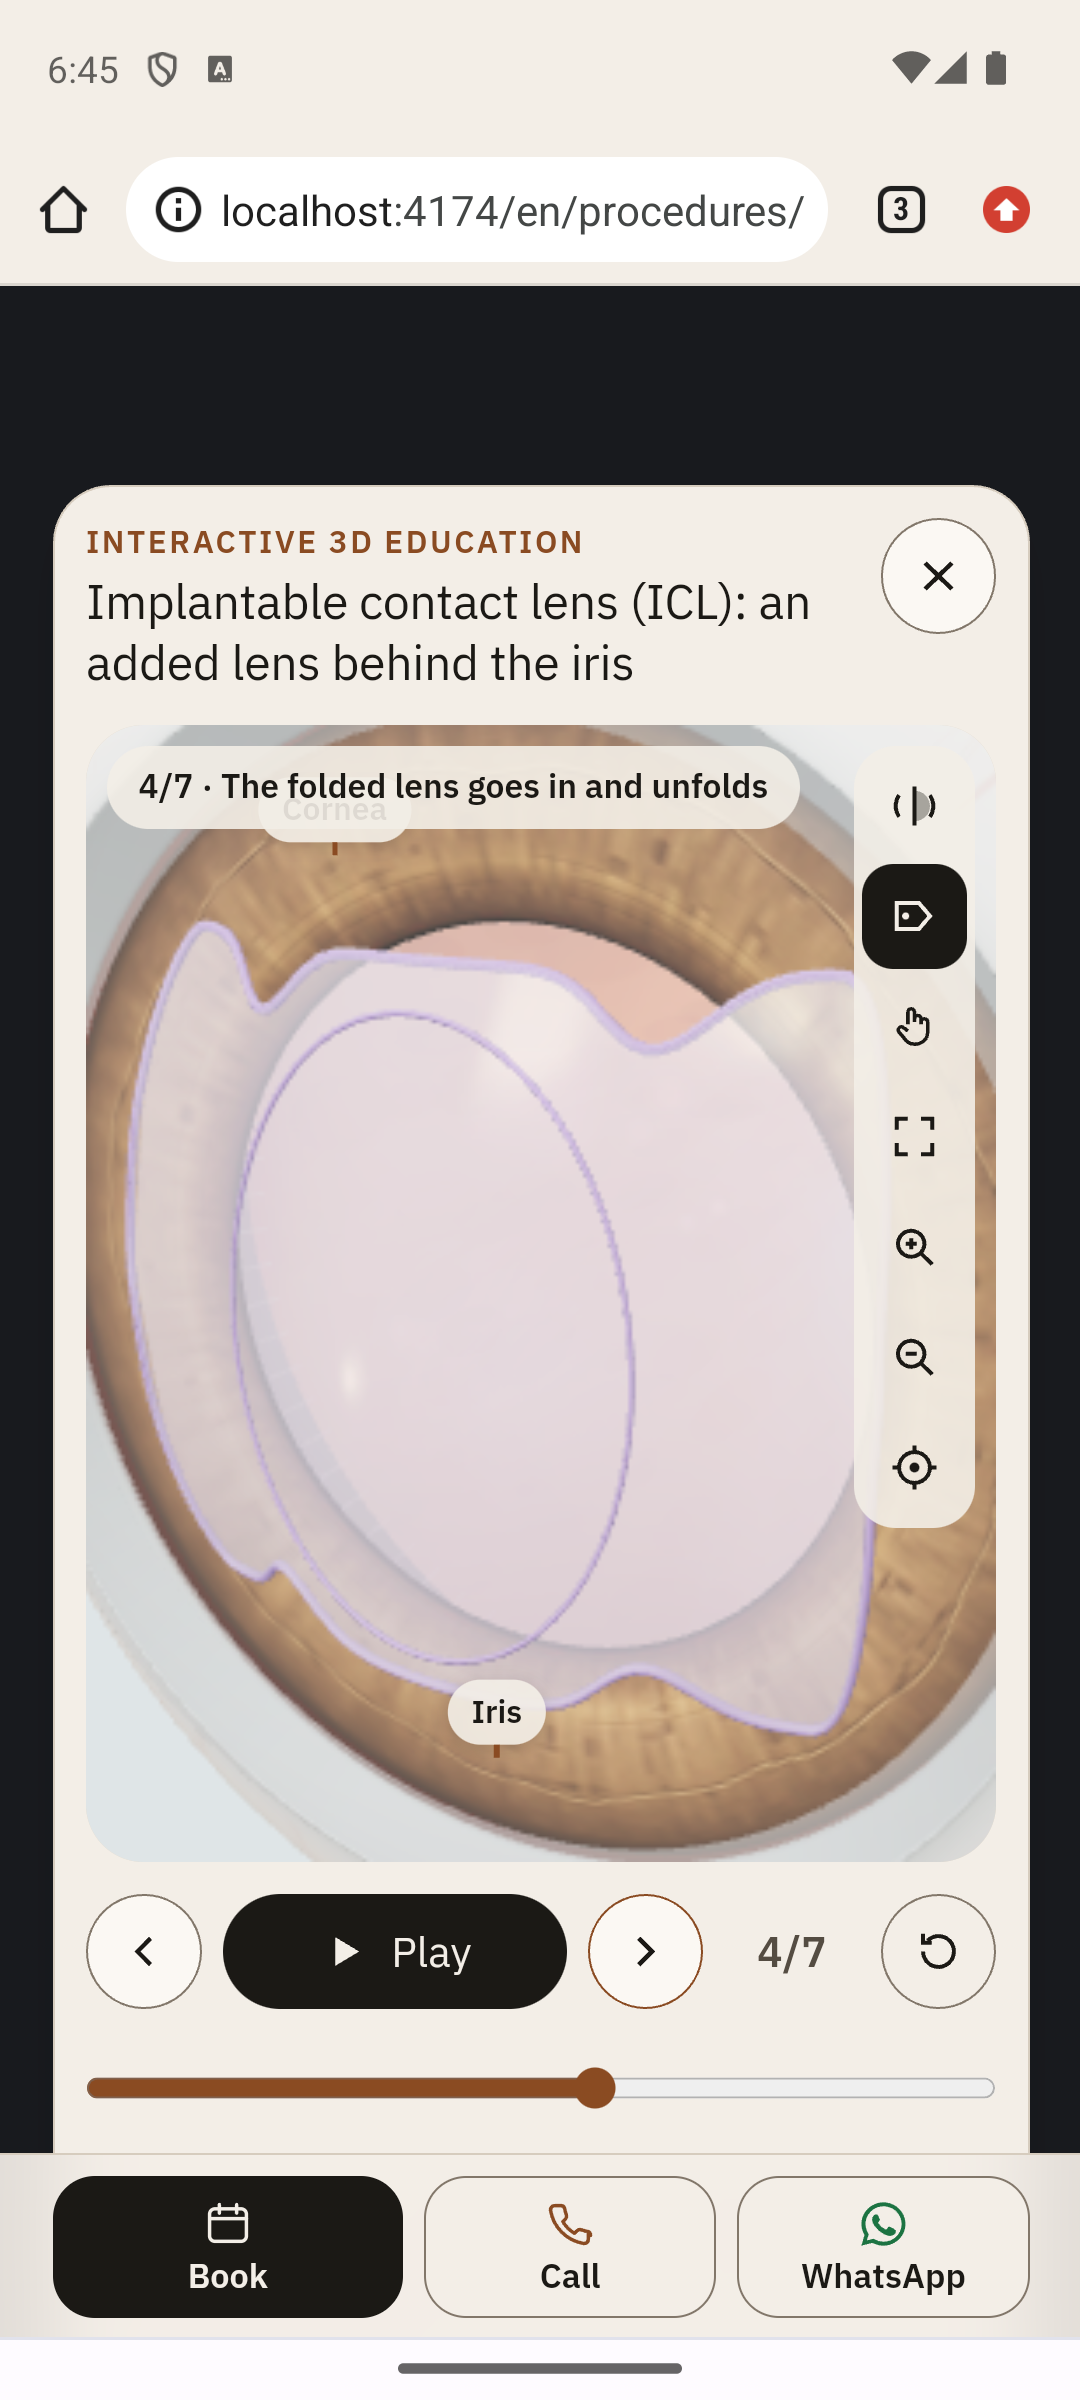 6:45
localhost:4174/en/procedures/
3
INTERACTIVE 3D EDUCATION
Implantable contact lens (ICL): an
added lens behind the iris
4/7 · The folded lens goes in and unfolds
Cornea
Iris
Play
4/7
Book
Call
WhatsApp